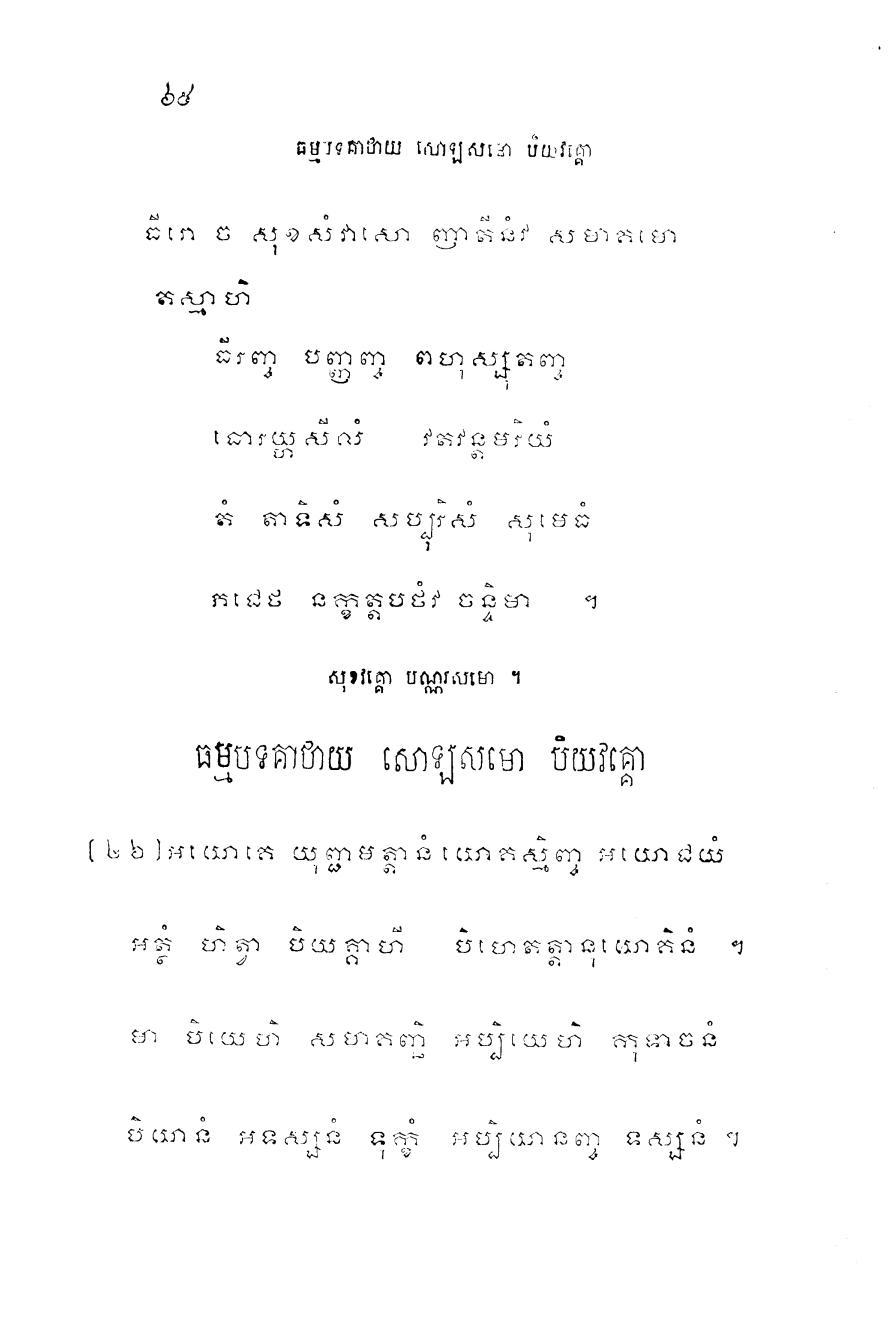 ៦៥
ធម្មបទគាថាយ សោឡសមោ បិយវគ្គោ
ធីរោ ច សុខសំវាសោ ញាតីនំវ សមាគមោ
តស្មា ហិ
ធីរញ្ច បញ្ញញ្ច ពហុស្សុតញ្ច
ធោរយ្ហសីលំ វតវន្តមរិយំ
តំ តាទិសំ សប្បុរិសំ សុមេធំ
ភជេថ នក្ខត្តបថំវ ចន្ទិមា ។
សុខវគ្គោ បណ្ណរសមោ ។
ធម្មបទគាថាយ សោឡសមោ បិយវគ្គោ
(២៦) អយោគេ យុញ្ជមត្តានំ យោគស្មិញ្ច អយោជយំ
អត្ថំ ហិត្វា បិយគ្គាហី បិហេតត្តានុយោគិនំ ។
មា បិយេហិ សមាគញ្ឆិ អប្បិយេហិ កុទាចនំ
បិយានំ អទស្សនំ ទុក្ខំ អប្បិយានញ្ច ទស្សនំ ។